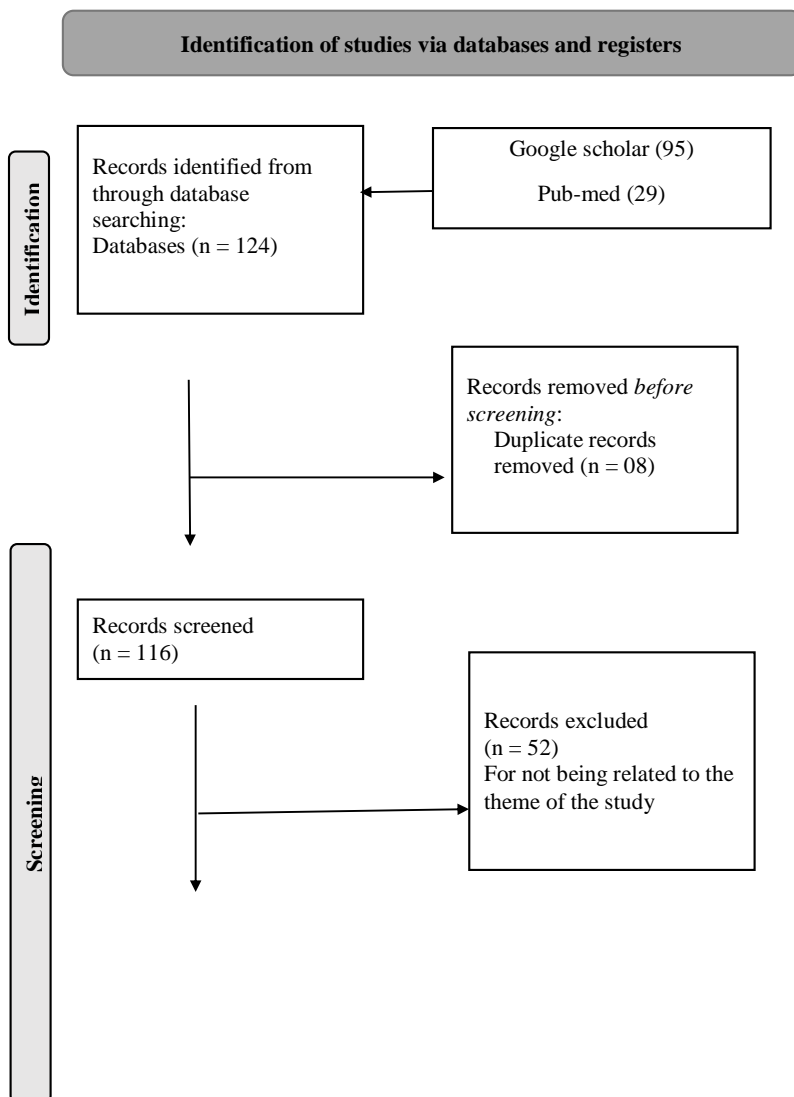 Identification of studies via databases and registers
Identification
Records identified from
through database
searching:
Databases (n = 124)
Google scholar (95)
Pub-med (29)
Records removed before
screening:
Duplicate records
removed (n = 08)
Screening
Records screened
(n = 116)
Records excluded
(n = 52)
For not being related to the
theme of the study